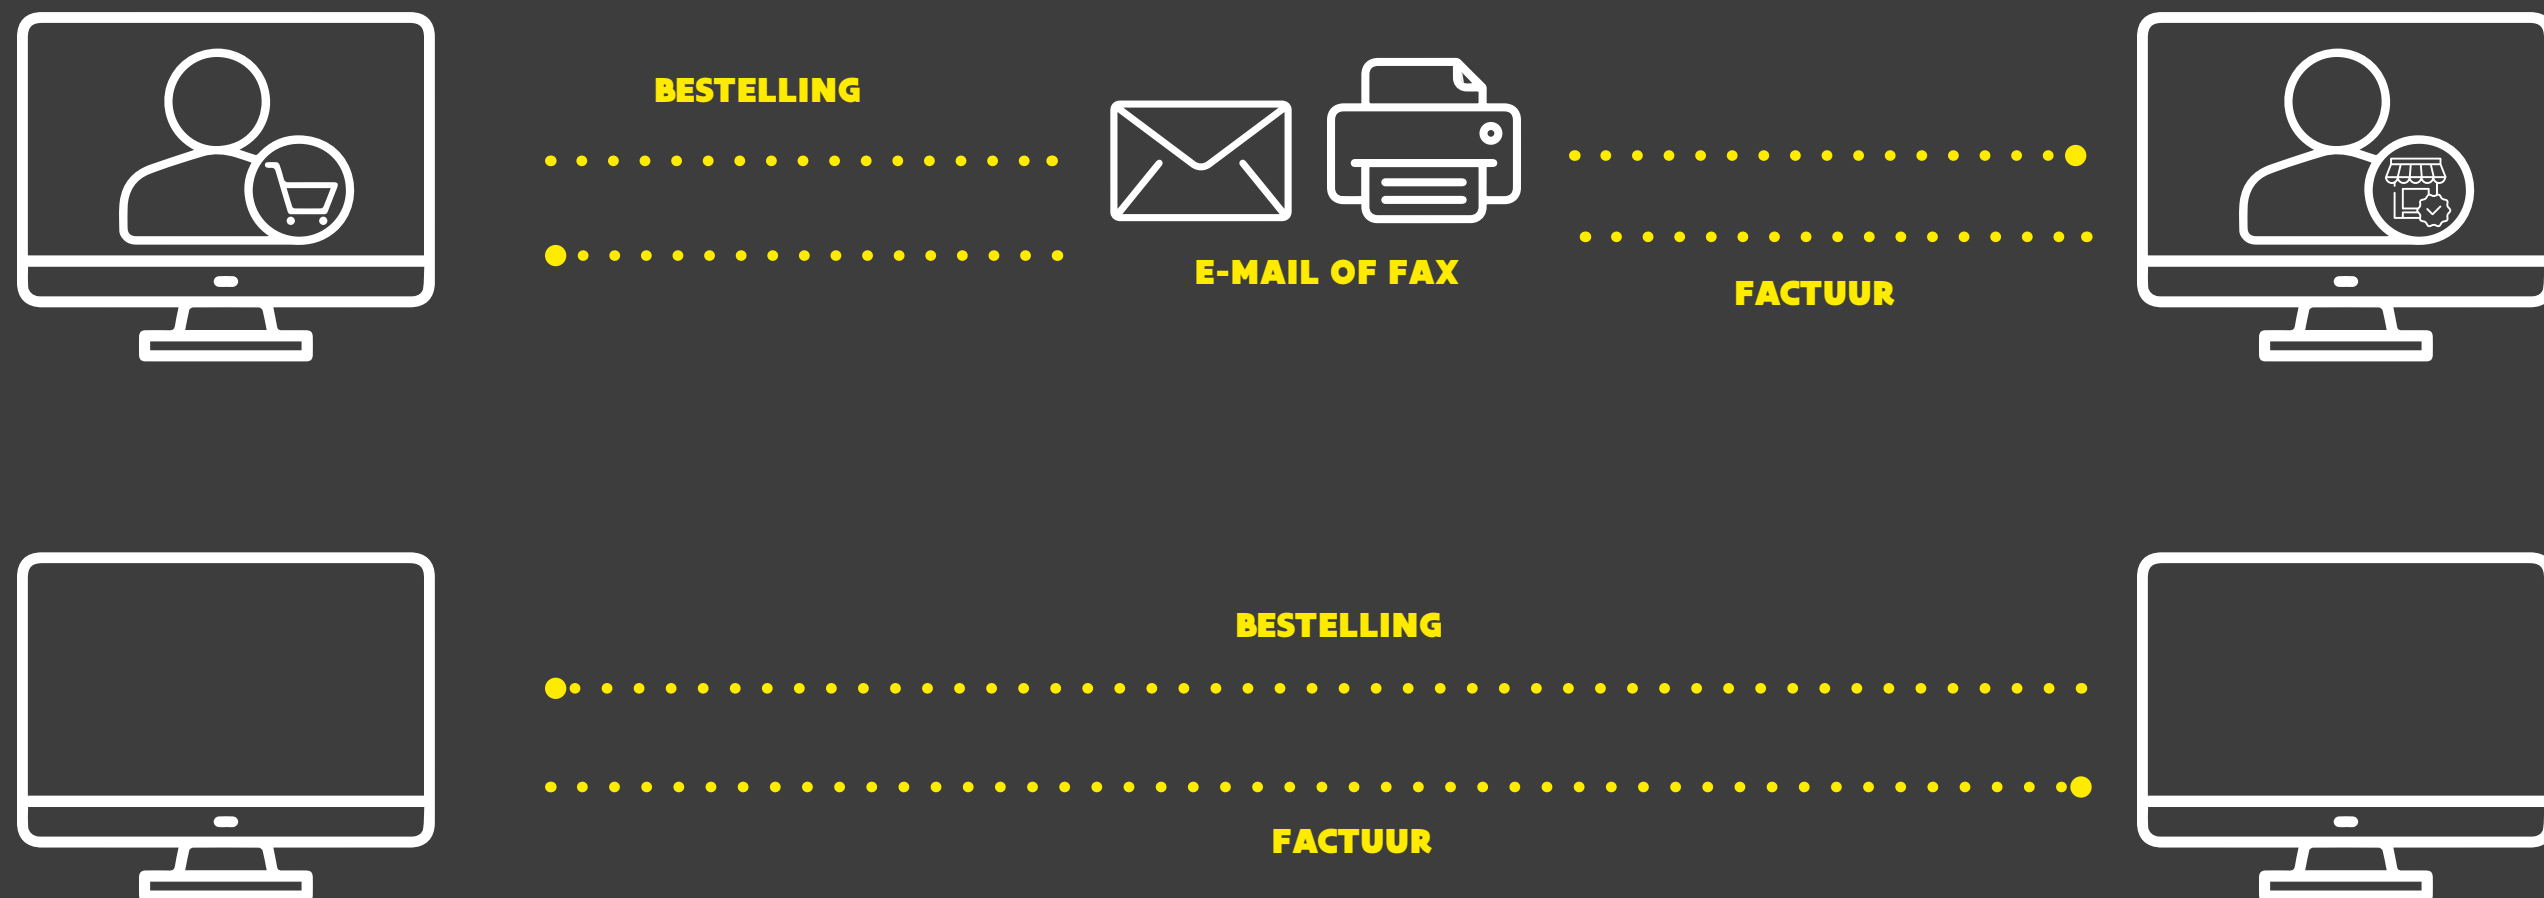 BESTELLING
E-MAIL OF FAX
FACTUUR
BESTELLING
FACTUUR